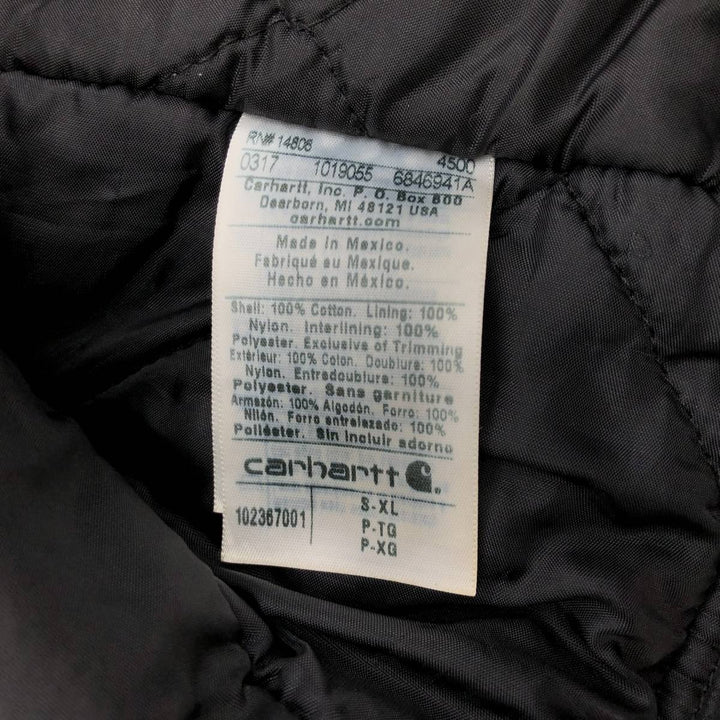 RN# 14806 4500
0317 1019055 6846941A
Carhartt, Inc. P. O. Box 600
Dearborn, MI 48121 USA
carhartt.com
Made in Mexico.
Fabriqué au Mexique.
Hecho en México.
Shell: 100% Cotton. Lining: 100%
Nylon. Interlining: 100%
Polyester. Exclusive of Trimming
Extérieur: 100% Coton. Doublure: 100%
Nylon. Entredoublure: 100%
Polyester. Sans garniture
Armazón: 100% Algodón. Forro: 100%
Nilón. Forro entrelazado: 100%
Poliéster. Sin incluir adorno
carhartt
102367001 S-XL
P-TG
P-XG